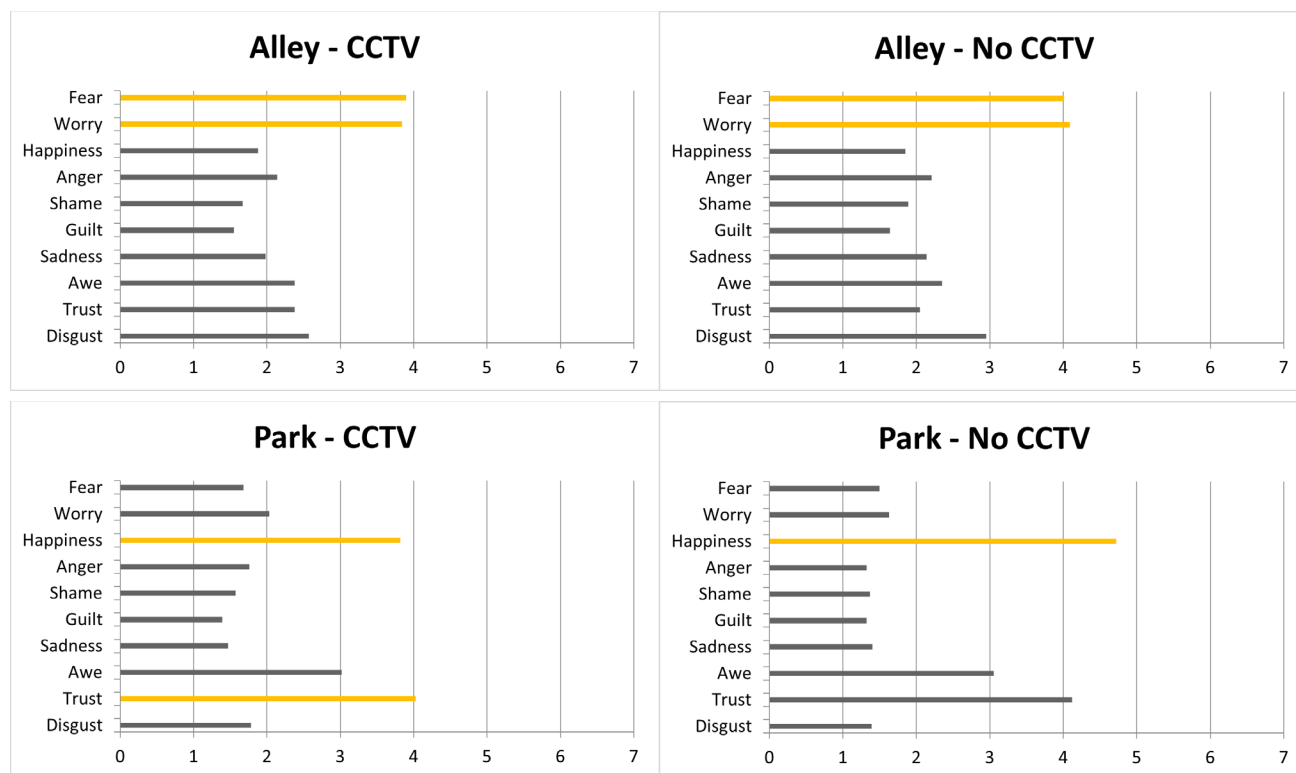 Alley - CCTV
Fear
Worry
Happiness
Anger
Shame
Guilt
Sadness
Awe
Trust
Disgust
0 1 2 3 4 5 6 7
Alley - No CCTV
Fear
Worry
Happiness
Anger
Shame
Guilt
Sadness
Awe
Trust
Disgust
0 1 2 3 4 5 6 7
Park - CCTV
Fear
Worry
Happiness
Anger
Shame
Guilt
Sadness
Awe
Trust
Disgust
0 1 2 3 4 5 6 7
Park - No CCTV
Fear
Worry
Happiness
Anger
Shame
Guilt
Sadness
Awe
Trust
Disgust
0 1 2 3 4 5 6 7